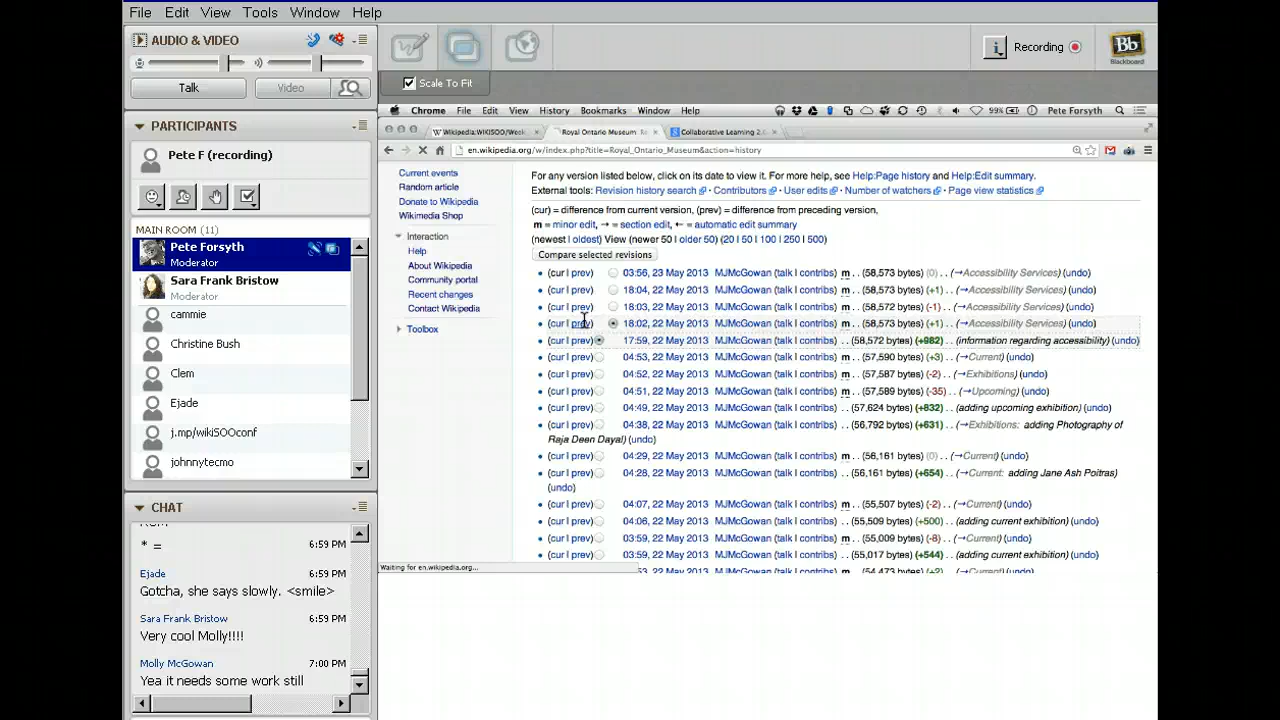 File Edit View Tools Window Help
AUDIO & VIDEO
Talk
Video
PARTICIPANTS
Pete F (recording)
MAIN ROOM (11)
Pete Forsyth
Moderator
Sara Frank Bristow
Moderator
cammie
Christine Bush
Clem
Ejade
j.mp/wikiSOOconf
johnnytecmo
CHAT
* = 6:59 PM
Ejade 6:59 PM
Gotcha, she says slowly. <smile>
Sara Frank Bristow 6:59 PM
Very cool Molly!!!!
Molly McGowan 7:00 PM
Yea it needs some work still
Recording
Bb
Blackboard
Scale To Fit
Chrome File Edit View History Bookmarks Window Help 99% Pete Forsyth
Wikipedia:WIKISOO/Week Royal Ontario Museum: Re Collaborative Learning 2.
en.wikipedia.org/w/index.php?title=Royal_Ontario_Museum&action=history
Current events
Random article
Donate to Wikipedia
Wikimedia Shop
Interaction
Help
About Wikipedia
Community portal
Recent changes
Contact Wikipedia
Toolbox
For any version listed below, click on its date to view it. For more help, see Help:Page history and Help:Edit summary.
External tools: Revision history search · Contributors · User edits · Number of watchers · Page view statistics
(cur) = difference from current version, (prev) = difference from preceding version,
m = minor edit, → = section edit, ← = automatic edit summary
(newest | oldest) View (newer 50 | older 50) (20 | 50 | 100 | 250 | 500)
Compare selected revisions
(cur | prev) 03:56, 23 May 2013 MJMcGowan (talk | contribs) m . . (58,573 bytes) (0) . . (→Accessibility Services) (undo)
(cur | prev) 18:04, 22 May 2013 MJMcGowan (talk | contribs) m . . (58,573 bytes) (+1) . . (→Accessibility Services) (undo)
(cur | prev) 18:03, 22 May 2013 MJMcGowan (talk | contribs) m . . (58,572 bytes) (-1) . . (→Accessibility Services) (undo)
(cur | prev) 18:02, 22 May 2013 MJMcGowan (talk | contribs) m . . (58,573 bytes) (+1) . . (→Accessibility Services) (undo)
(cur | prev) 17:59, 22 May 2013 MJMcGowan (talk | contribs) . . (58,572 bytes) (+982) . . (information regarding accessibility) (undo)
(cur | prev) 04:53, 22 May 2013 MJMcGowan (talk | contribs) m . . (57,590 bytes) (+3) . . (→Current) (undo)
(cur | prev) 04:52, 22 May 2013 MJMcGowan (talk | contribs) m . . (57,587 bytes) (-2) . . (→Exhibitions) (undo)
(cur | prev) 04:51, 22 May 2013 MJMcGowan (talk | contribs) m . . (57,589 bytes) (-35) . . (→Upcoming) (undo)
(cur | prev) 04:49, 22 May 2013 MJMcGowan (talk | contribs) . . (57,624 bytes) (+832) . . (adding upcoming exhibition) (undo)
(cur | prev) 04:38, 22 May 2013 MJMcGowan (talk | contribs) . . (56,792 bytes) (+631) . . (→Exhibitions: adding Photography of
Raja Deen Dayal) (undo)
(cur | prev) 04:29, 22 May 2013 MJMcGowan (talk | contribs) m . . (56,161 bytes) (0) . . (→Current) (undo)
(cur | prev) 04:28, 22 May 2013 MJMcGowan (talk | contribs) . . (56,161 bytes) (+654) . . (→Current: adding Jane Ash Poitras)
(undo)
(cur | prev) 04:07, 22 May 2013 MJMcGowan (talk | contribs) m . . (55,507 bytes) (-2) . . (→Current) (undo)
(cur | prev) 04:06, 22 May 2013 MJMcGowan (talk | contribs) . . (55,509 bytes) (+500) . . (adding current exhibition) (undo)
(cur | prev) 03:59, 22 May 2013 MJMcGowan (talk | contribs) m . . (55,009 bytes) (-8) . . (→Current) (undo)
(cur | prev) 03:59, 22 May 2013 MJMcGowan (talk | contribs) . . (55,017 bytes) (+544) . . (adding current exhibition) (undo)
Waiting for en.wikipedia.org...